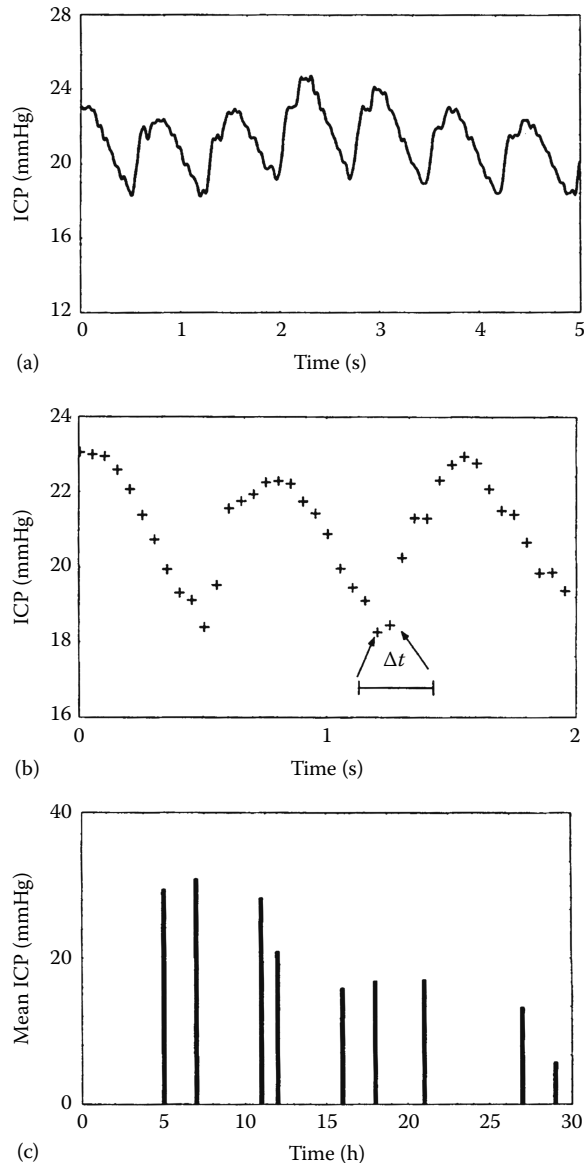 28
24
20
16
12
ICP (mmHg)
0 1 2 3 4 5
Time (s)
(a)
24
22
20
18
16
ICP (mmHg)
Δt
0 1 2
Time (s)
(b)
40
20
0
Mean ICP (mmHg)
0 5 10 15 20 25 30
Time (h)
(c)